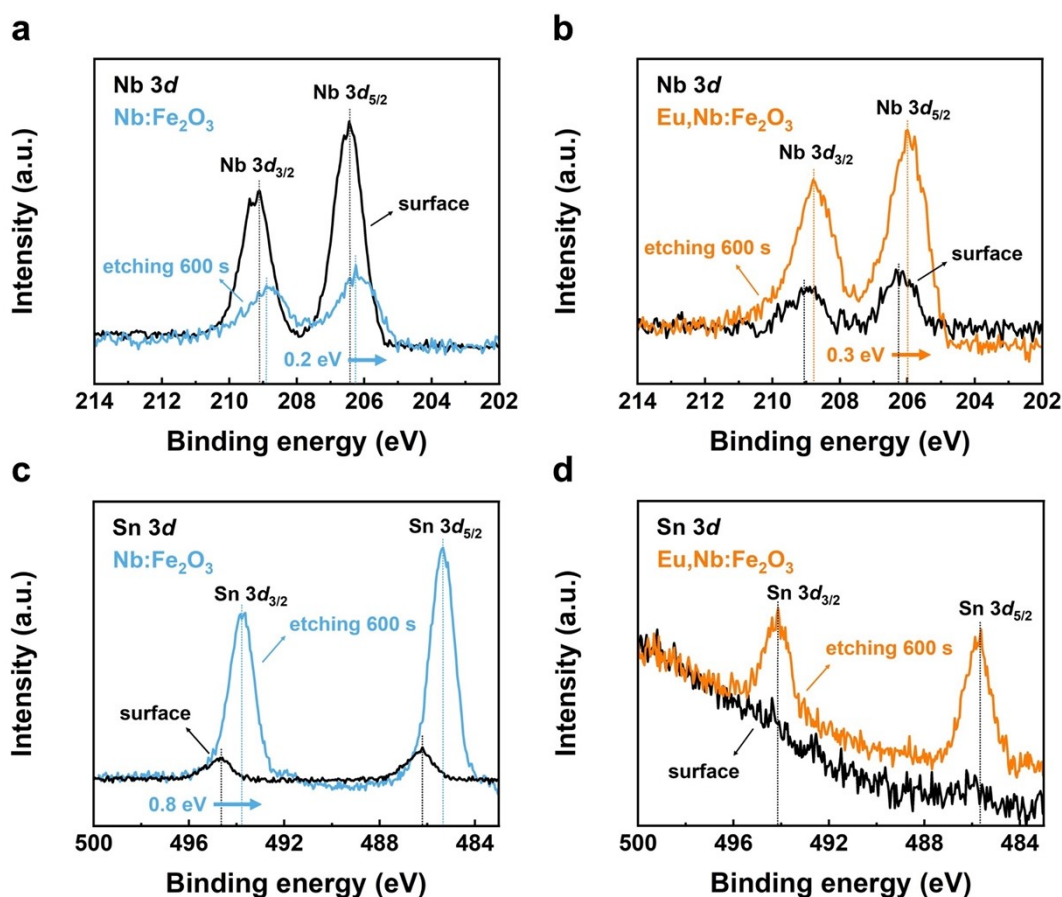 a
Nb 3d
Nb:Fe₂O₃
Nb 3d₃/₂
Nb 3d₅/₂
surface
etching 600 s
0.2 eV
Intensity (a.u.)
214 212 210 208 206 204 202
Binding energy (eV)
b
Nb 3d
Eu,Nb:Fe₂O₃
Nb 3d₃/₂
Nb 3d₅/₂
surface
etching 600 s
0.3 eV
Intensity (a.u.)
214 212 210 208 206 204 202
Binding energy (eV)
c
Sn 3d
Nb:Fe₂O₃
Sn 3d₃/₂
Sn 3d₅/₂
etching 600 s
surface
0.8 eV
Intensity (a.u.)
500 496 492 488 484
Binding energy (eV)
d
Sn 3d
Eu,Nb:Fe₂O₃
Sn 3d₃/₂
Sn 3d₅/₂
etching 600 s
surface
Intensity (a.u.)
500 496 492 488 484
Binding energy (eV)